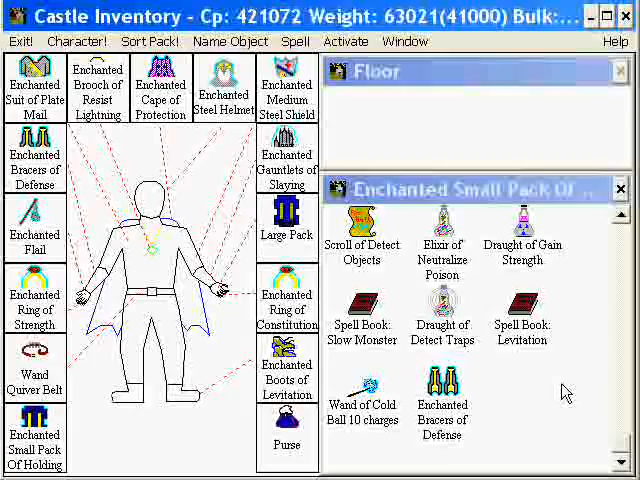 Castle Inventory - Cp: 421072 Weight: 63021(41000) Bulk:...
Exit! Character! Sort Pack! Name Object Spell Activate Window Help
Enchanted
Suit of Plate
Mail
Enchanted
Brooch of
Resist
Lightning
Enchanted
Cape of
Protection
Enchanted
Steel Helmet
Enchanted
Medium
Steel Shield
Floor
Enchanted
Bracers of
Defense
Enchanted
Gauntlets of
Slaying
Enchanted Small Pack Of ...
Enchanted
Flail
Large Pack
Scroll of Detect
Objects
Elixir of
Neutralize
Poison
Draught of Gain
Strength
Enchanted
Ring of
Strength
Enchanted
Ring of
Constitution
Spell Book:
Slow Monster
Draught of
Detect Traps
Spell Book:
Levitation
Wand
Quiver Belt
Enchanted
Boots of
Levitation
Wand of Cold
Ball 10 charges
Enchanted
Bracers of
Defense
Enchanted
Small Pack
Of Holding
Purse